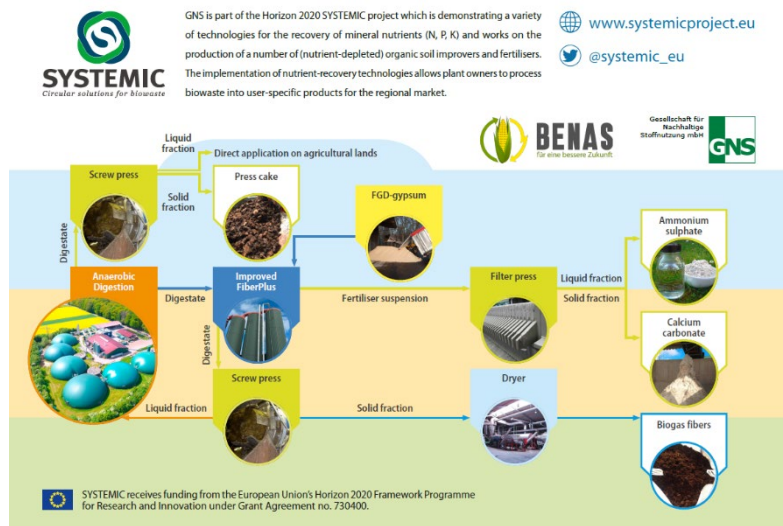 SYSTEMIC
Circular solutions for biowaste
GNS is part of the Horizon 2020 SYSTEMIC project which is demonstrating a variety
of technologies for the recovery of mineral nutrients (N, P, K) and works on the
production of a number of (nutrient-depleted) organic soil improvers and fertilisers.
The implementation of nutrient-recovery technologies allows plant owners to process
biowaste into user-specific products for the regional market.
www.systemicproject.eu
@systemic_eu
BENAS
für eine bessere Zukunft
Gesellschaft für
Nachhaltige
Stoffnutzung mbH
GNS
Liquid
fraction
Direct application on agricultural lands
Screw press
Solid
fraction
Press cake
FGD-gypsum
Ammonium
sulphate
Digestate
Anaerobic
Digestion
Digestate
Improved
FiberPlus
Fertiliser suspension
Filter press
Liquid fraction
Solid fraction
Calcium
carbonate
Digestate
Screw press
Dryer
Liquid fraction
Solid fraction
Biogas fibers
SYSTEMIC receives funding from the European Union's Horizon 2020 Framework Programme
for Research and Innovation under Grant Agreement no. 730400.